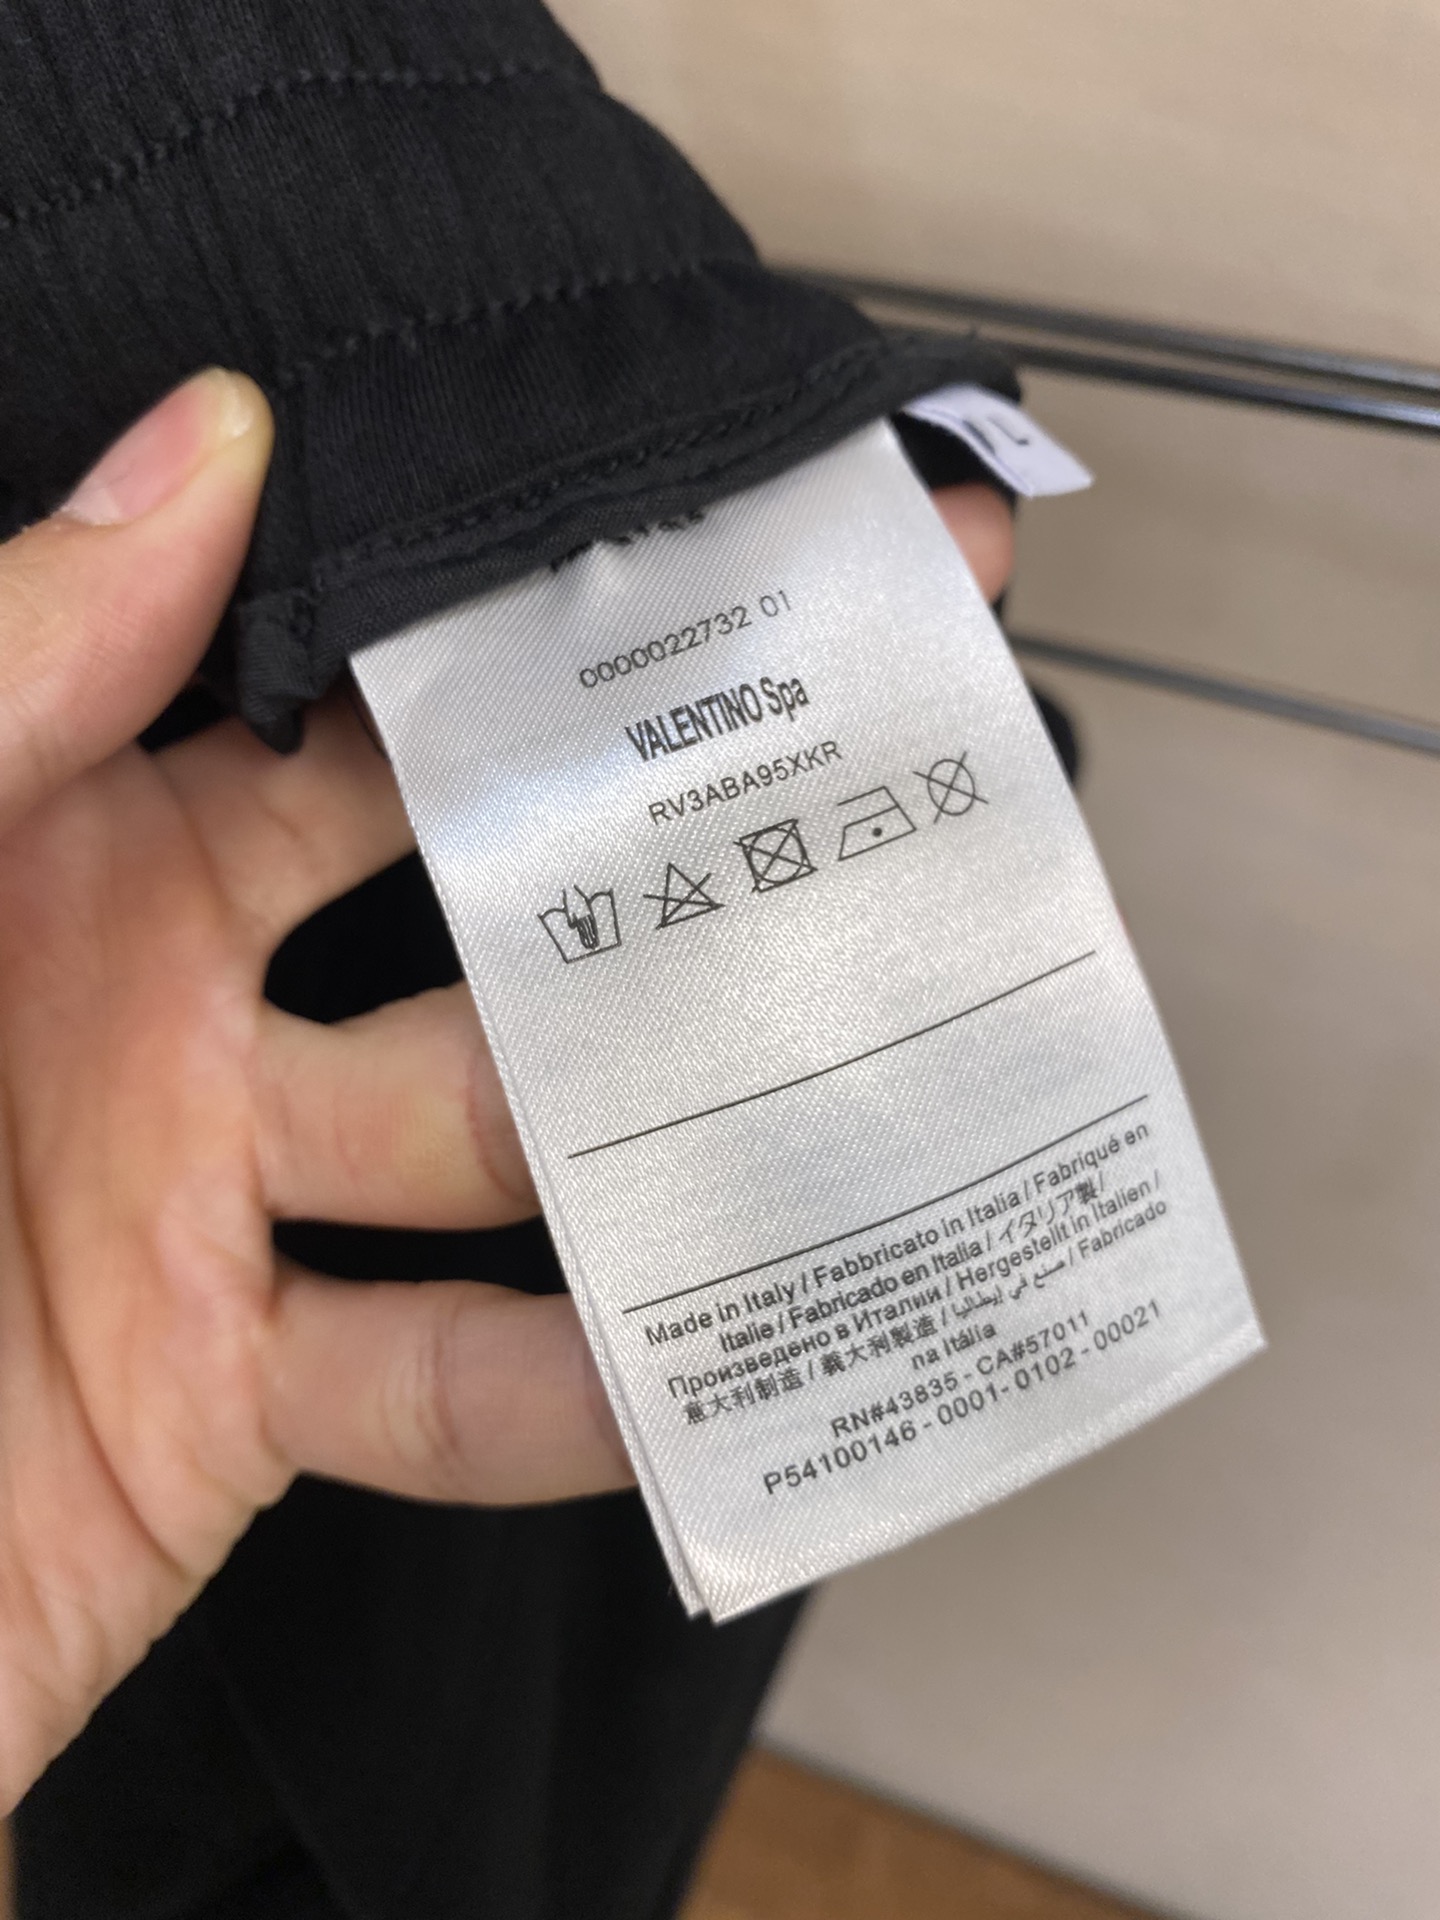 L
0000022732 01
VALENTINO Spa
RV3ABA95XKR
Made in Italy / Fabbricato in Italia / Fabriqué en
Italie / Fabricado en Italia / イタリア製 /
Произведено в Италии / Hergestellt in Italien /
意大利制造 / 義大利製造 / صنع في إيطاليا / Fabricado
na Itália
RN#43835 - CA#57011
P54100146 - 0001- 0102 - 00021